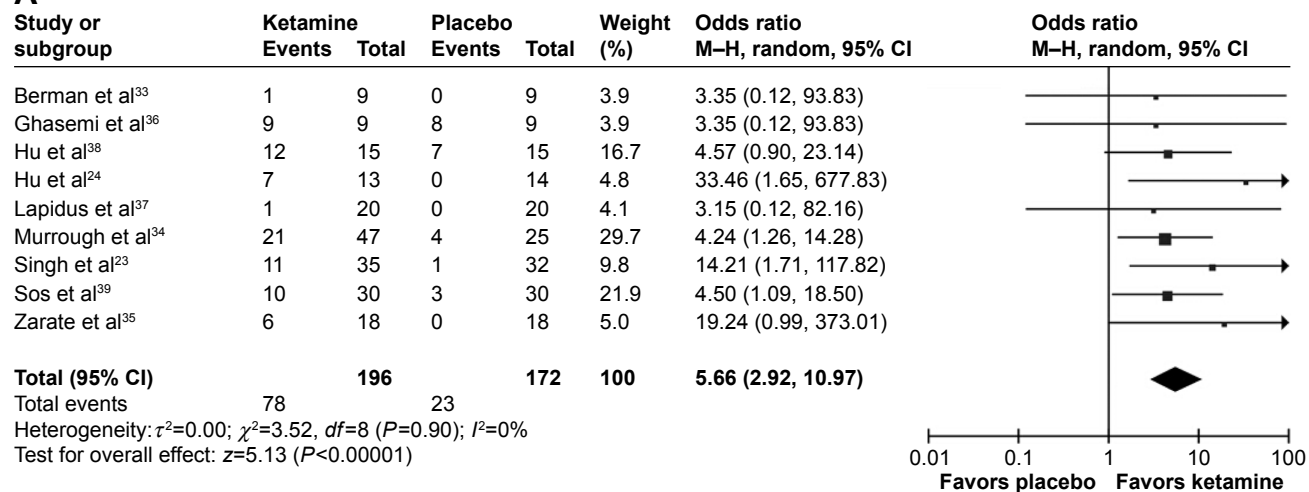 A
Study or subgroup Ketamine Events Total Placebo Events Total Weight (%) Odds ratio M–H, random, 95% CI Odds ratio M–H, random, 95% CI
Berman et al33 1 9 0 9 3.9 3.35 (0.12, 93.83)
Ghasemi et al36 9 9 8 9 3.9 3.35 (0.12, 93.83)
Hu et al38 12 15 7 15 16.7 4.57 (0.90, 23.14)
Hu et al24 7 13 0 14 4.8 33.46 (1.65, 677.83)
Lapidus et al37 1 20 0 20 4.1 3.15 (0.12, 82.16)
Murrough et al34 21 47 4 25 29.7 4.24 (1.26, 14.28)
Singh et al23 11 35 1 32 9.8 14.21 (1.71, 117.82)
Sos et al39 10 30 3 30 21.9 4.50 (1.09, 18.50)
Zarate et al35 6 18 0 18 5.0 19.24 (0.99, 373.01)
Total (95% CI) 196 172 100 5.66 (2.92, 10.97)
Total events 78 23
Heterogeneity: τ2=0.00; χ2=3.52, df=8 (P=0.90); I2=0%
Test for overall effect: z=5.13 (P<0.00001)
0.01 0.1 1 10 100
Favors placebo Favors ketamine